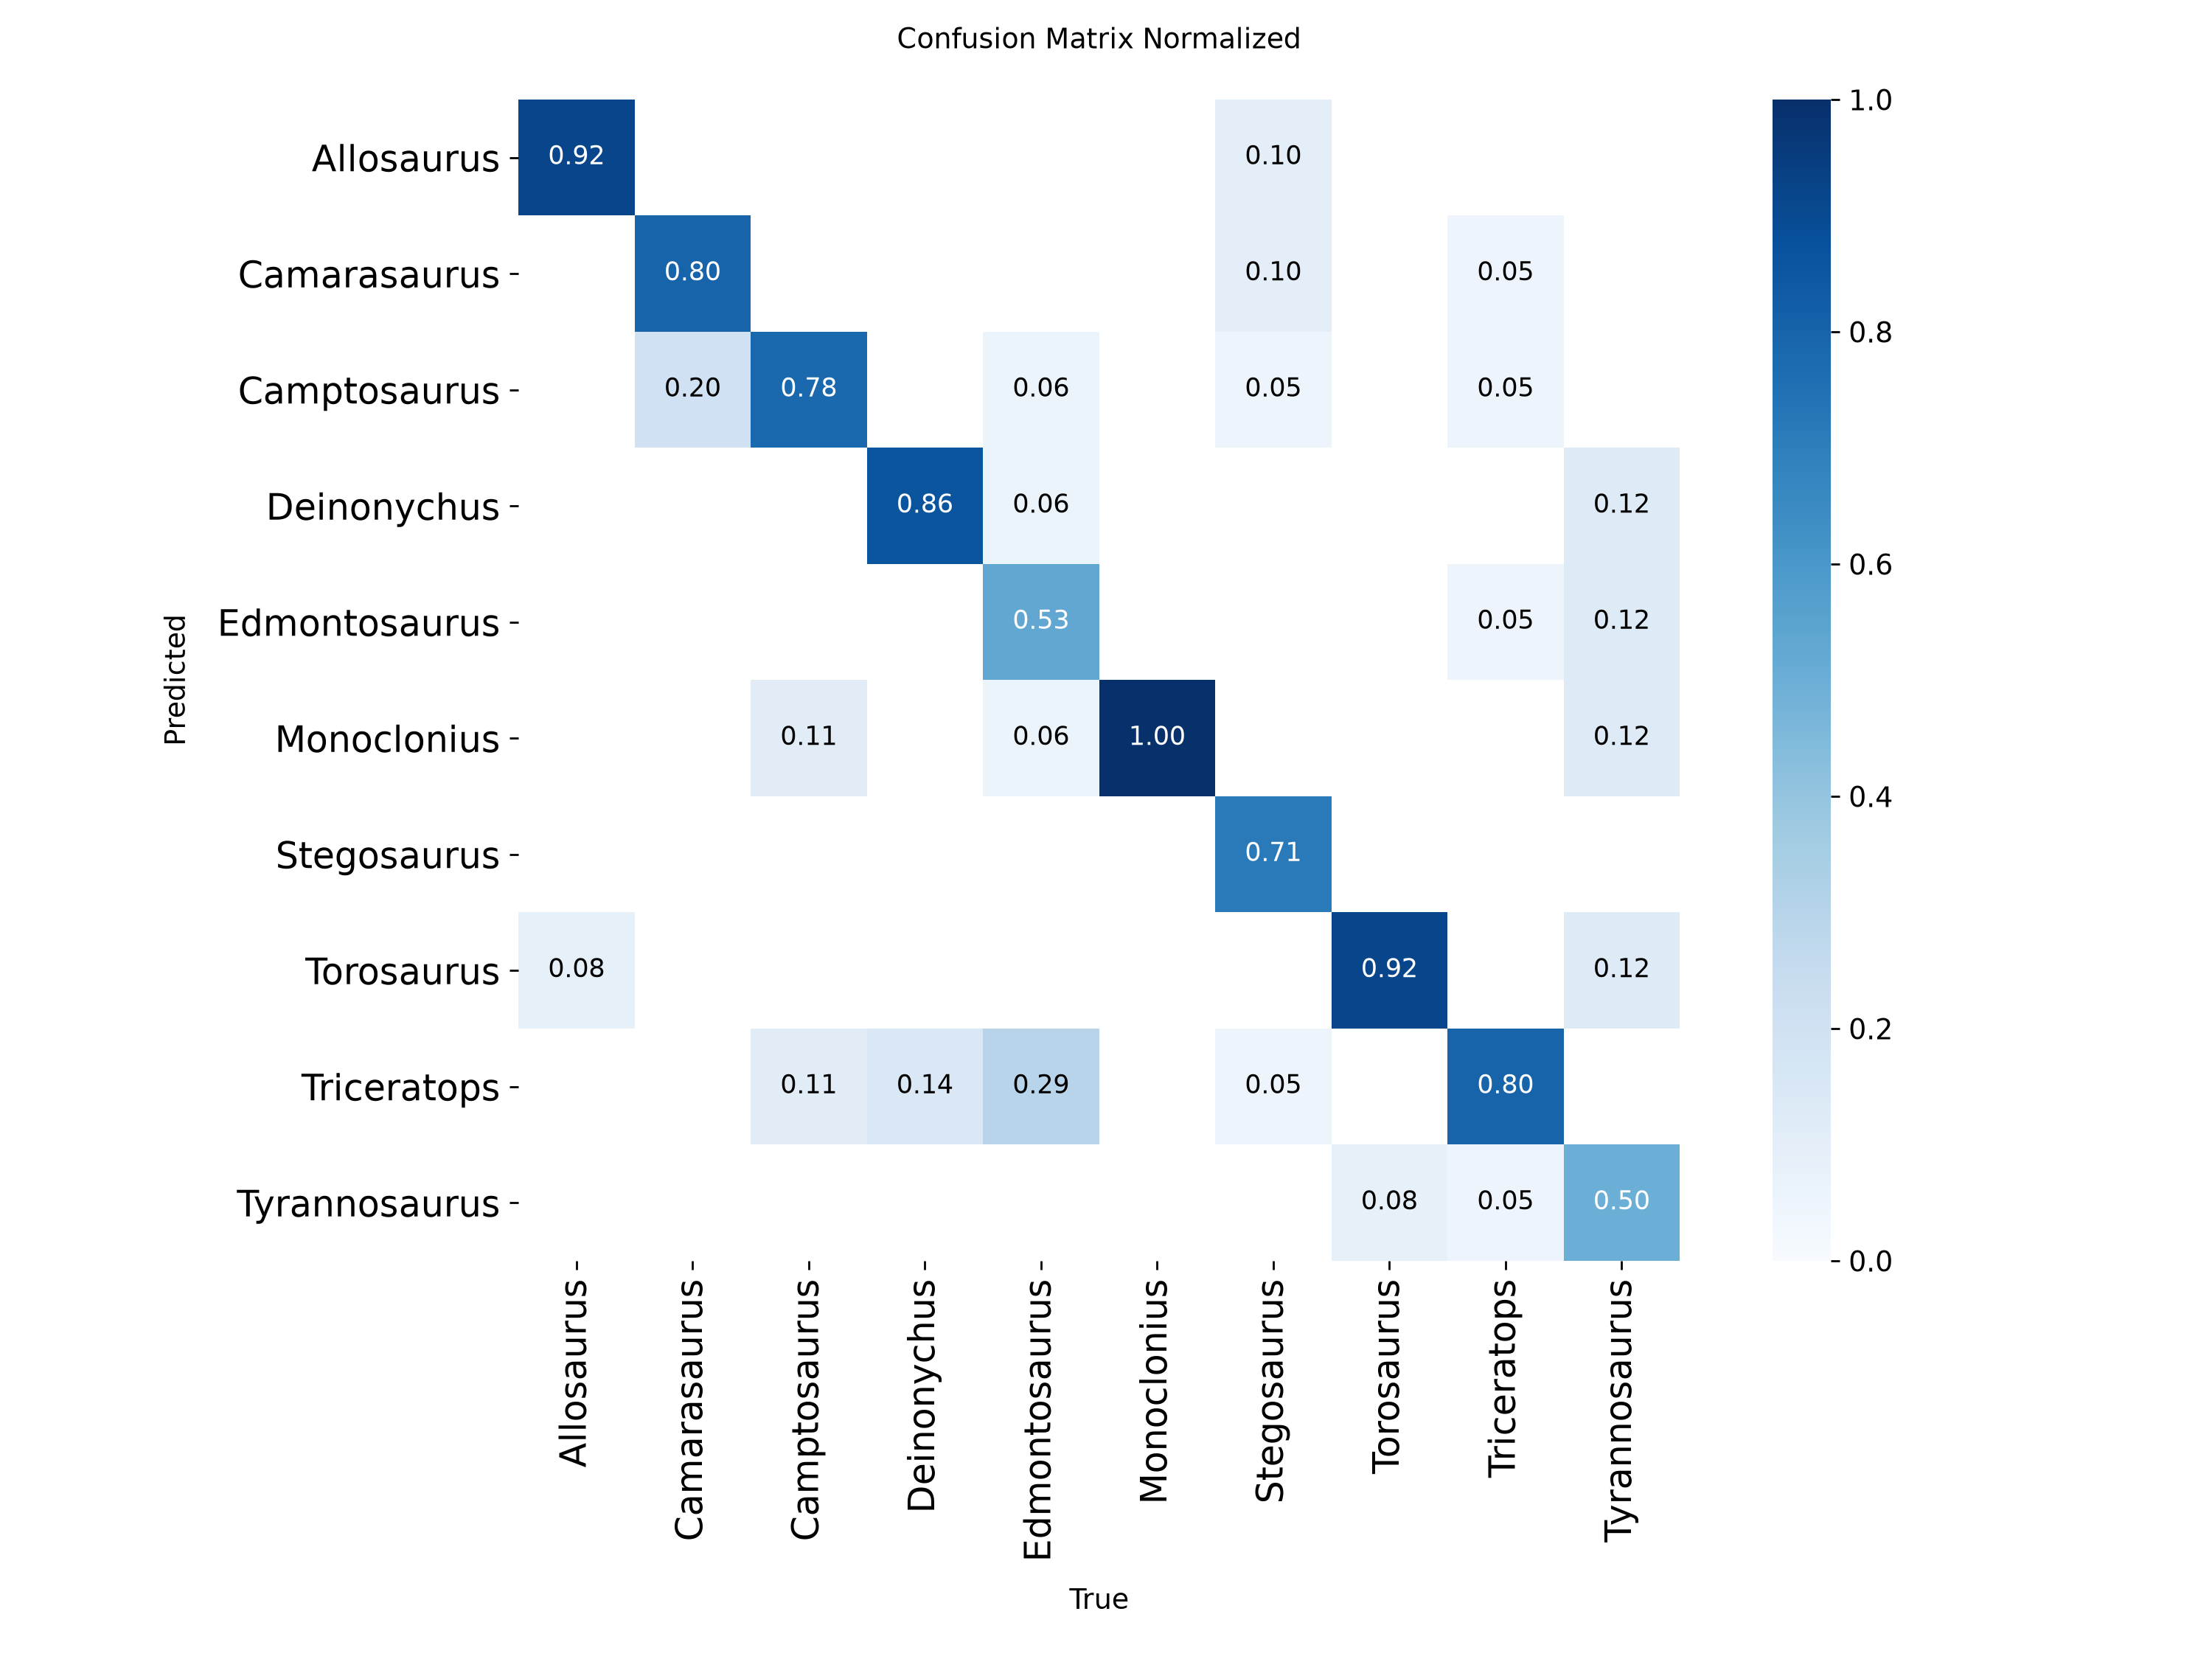 Confusion Matrix Normalized
Allosaurus 0.92 0.10 1.0
Camarasaurus 0.80 0.10 0.05
0.8
Camptosaurus 0.20 0.78 0.06 0.05 0.05
Deinonychus 0.86 0.06 0.12
0.6
Edmontosaurus 0.53 0.05 0.12
Predicted
Monoclonius 0.11 0.06 1.00 0.12
0.4
Stegosaurus 0.71
Torosaurus 0.08 0.92 0.12
0.2
Triceratops 0.11 0.14 0.29 0.05 0.80
Tyrannosaurus 0.08 0.05 0.50
0.0
Allosaurus
Camarasaurus
Camptosaurus
Deinonychus
Edmontosaurus
Monoclonius
Stegosaurus
Torosaurus
Triceratops
Tyrannosaurus
True